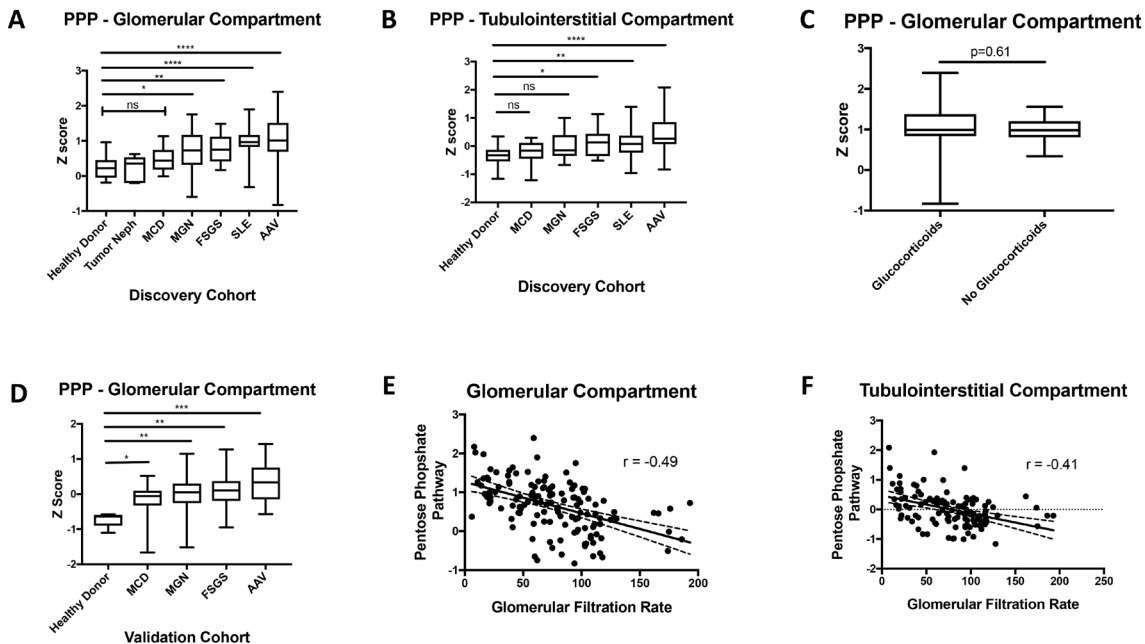 A
PPP - Glomerular Compartment
****
****
**
*
ns
Z score
3
2
1
0
-1
Healthy Donor
Tumor Neph
MCD
MGN
FSGS
SLE
AAV
Discovery Cohort
B
PPP - Tubulointerstitial Compartment
****
**
*
ns
ns
Z score
3
2
1
0
-1
-2
Healthy Donor
MCD
MGN
FSGS
SLE
AAV
Discovery Cohort
C
PPP - Glomerular Compartment
p=0.61
Z score
3
2
1
0
-1
Glucocorticoids
No Glucocorticoids
D
PPP - Glomerular Compartment
***
**
**
*
Z Score
2
1
0
-1
-2
Healthy Donor
MCD
MGN
FSGS
AAV
Validation Cohort
E
Glomerular Compartment
r = -0.49
Pentose Phopshate
Pathway
3
2
1
0
-1
0
50
100
150
200
Glomerular Filtration Rate
F
Tubulointerstitial Compartment
r = -0.41
Pentose Phopshate
Pathway
3
2
1
0
-1
-2
0
50
100
150
200
250
Glomerular Filtration Rate